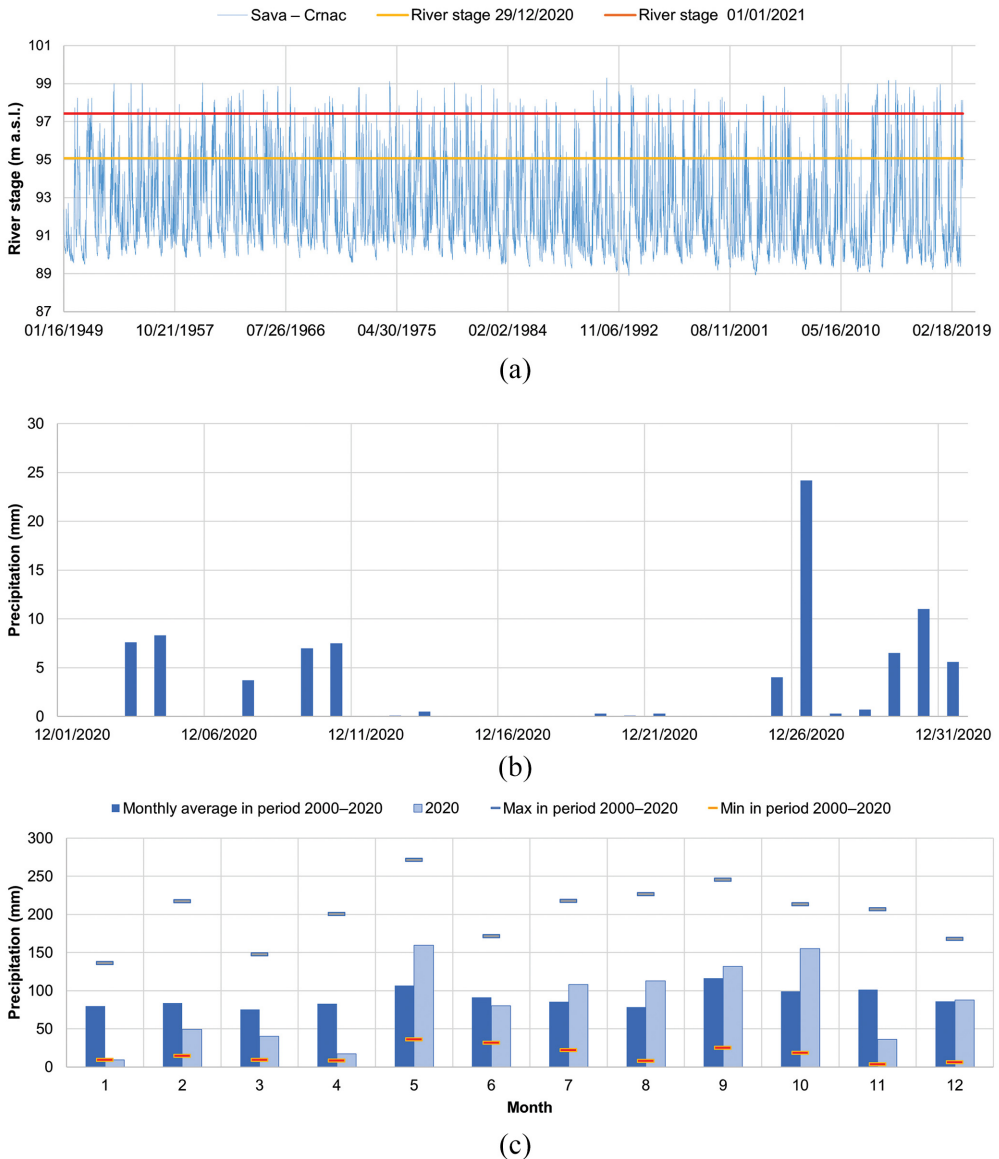 Sava – Crnac River stage 29/12/2020 River stage 01/01/2021
River stage (m a.s.l.)
101
99
97
95
93
91
89
87
01/16/1949 10/21/1957 07/26/1966 04/30/1975 02/02/1984 11/06/1992 08/11/2001 05/16/2010 02/18/2019
(a)
Precipitation (mm)
30
25
20
15
10
5
0
12/01/2020 12/06/2020 12/11/2020 12/16/2020 12/21/2020 12/26/2020 12/31/2020
(b)
Monthly average in period 2000–2020 2020 Max in period 2000–2020 Min in period 2000–2020
Precipitation (mm)
300
250
200
150
100
50
0
1 2 3 4 5 6 7 8 9 10 11 12
Month
(c)